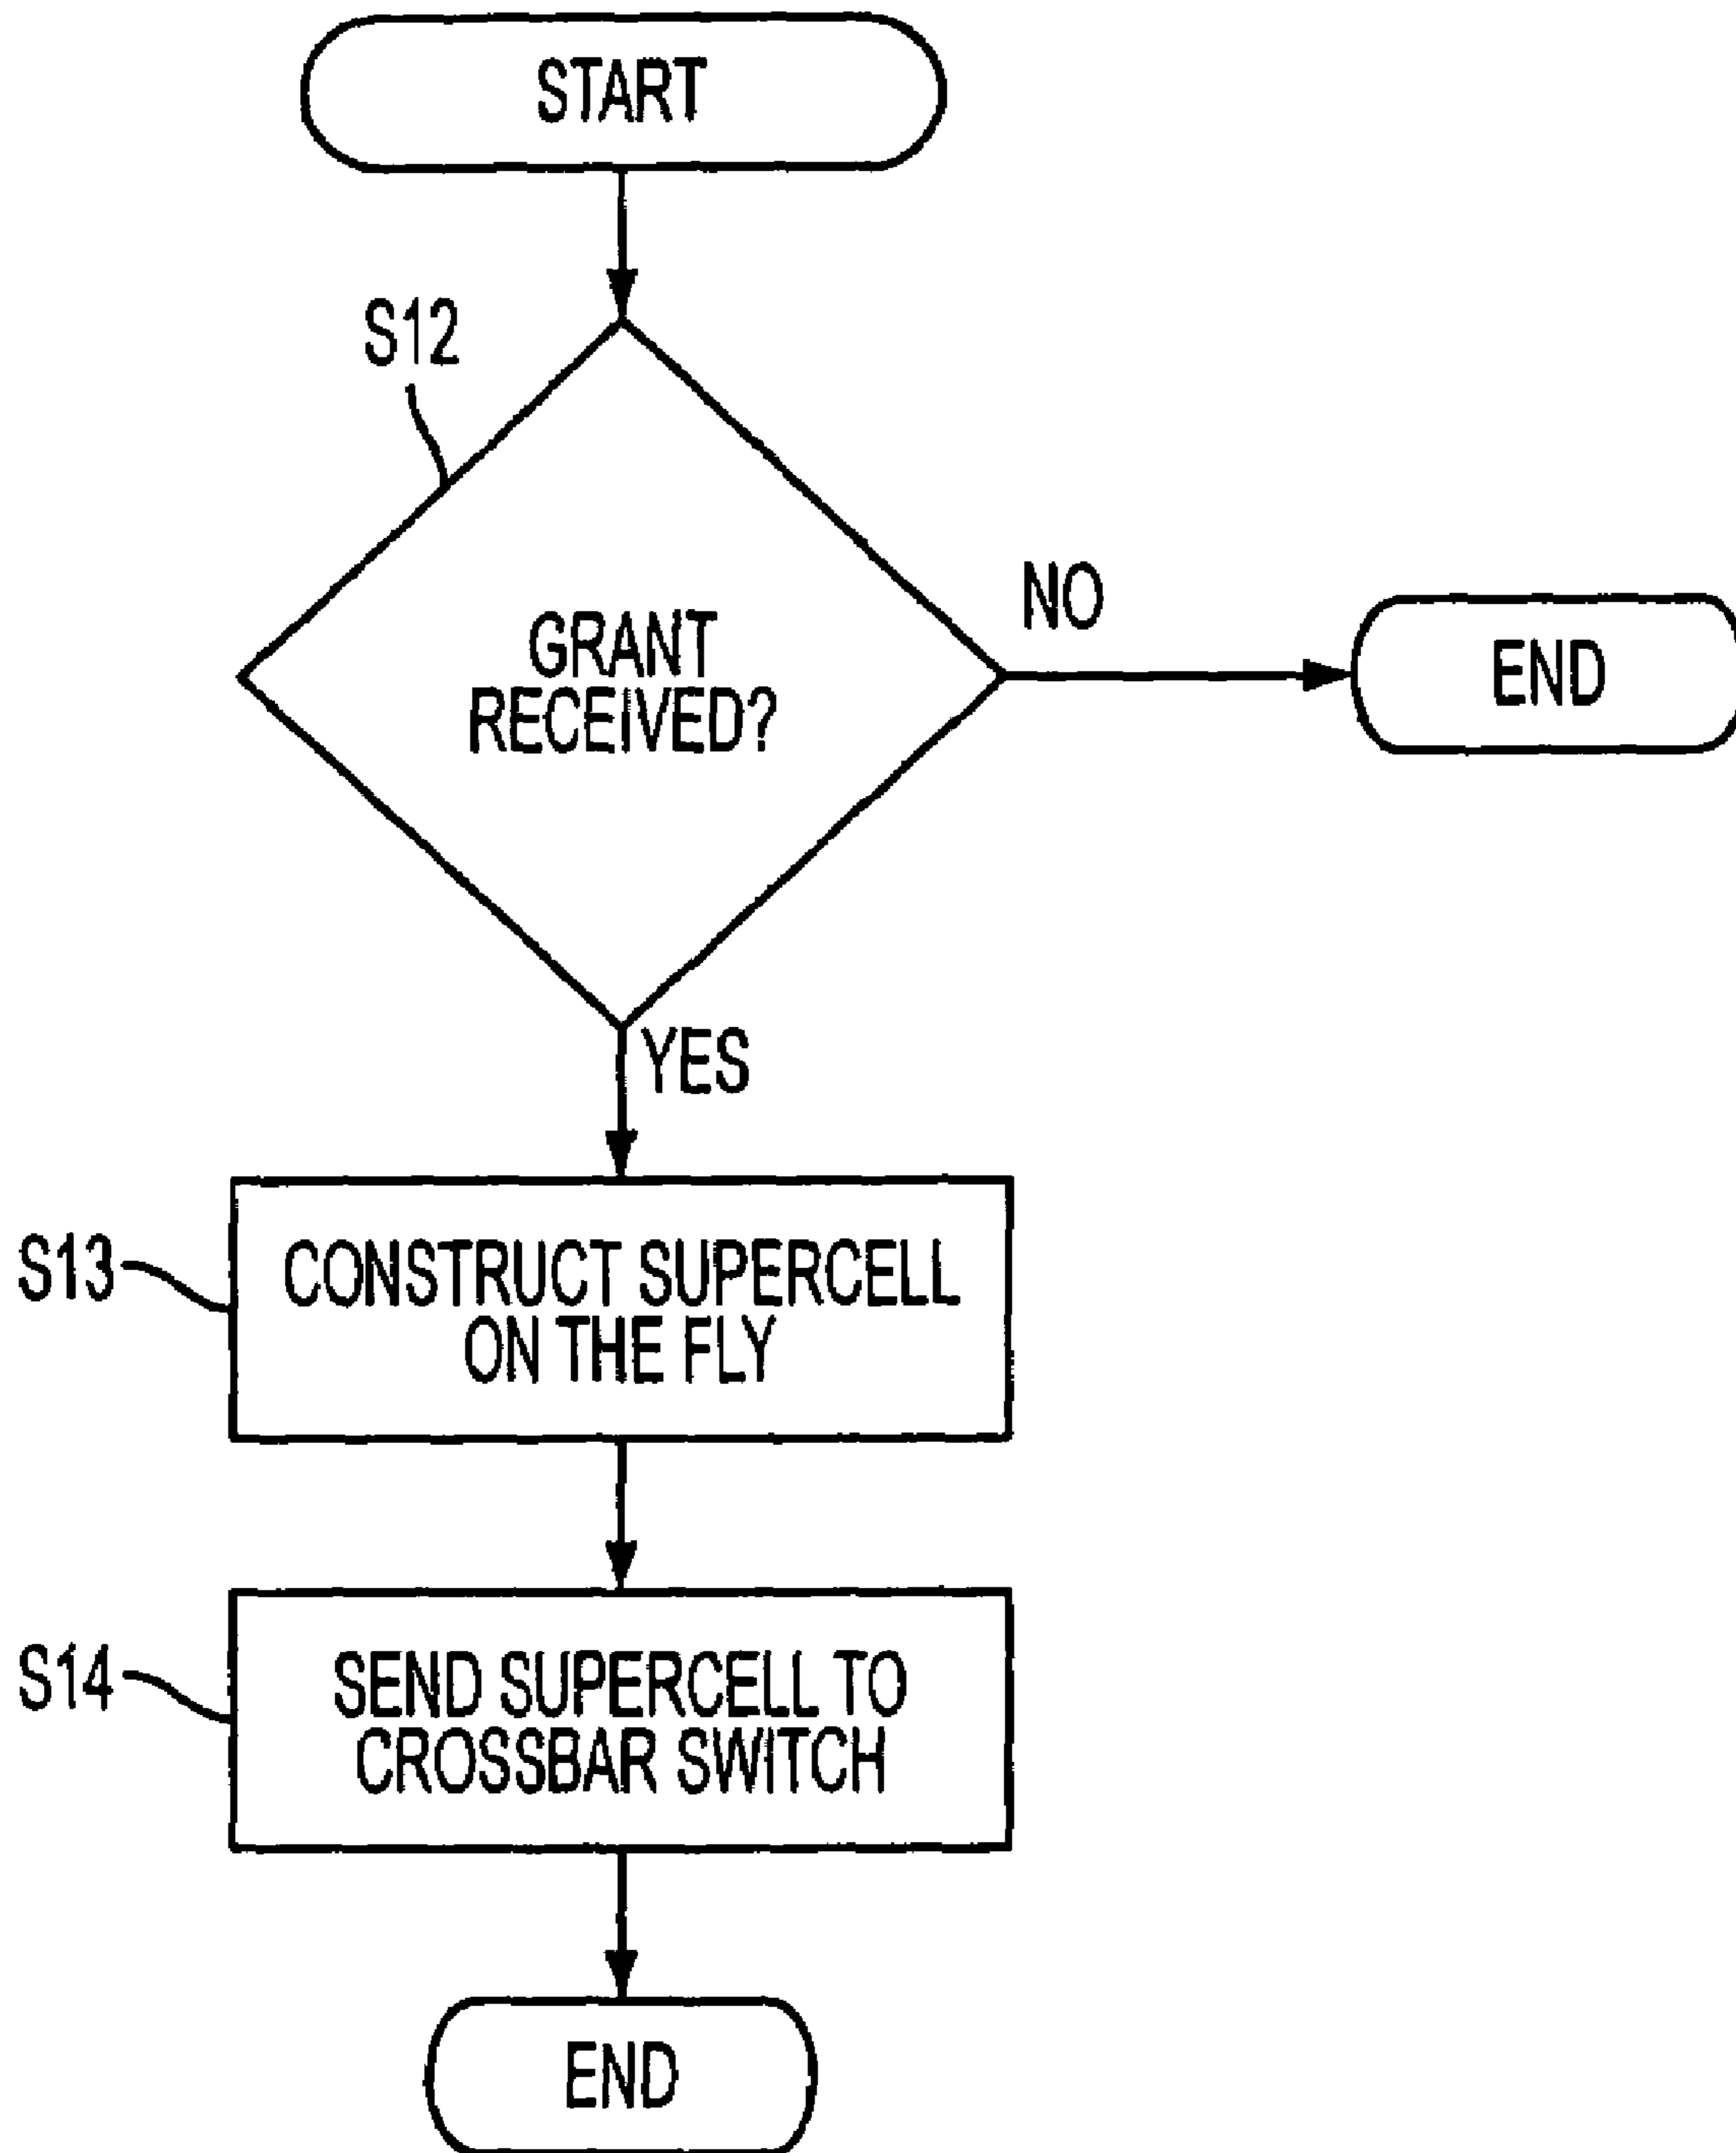 START
S12
GRANT
RECEIVED?
NO
END
YES
S13
CONSTRUCT SUPERCELL
ON THE FLY
S14
SEND SUPERCELL TO
CROSSBAR SWITCH
END